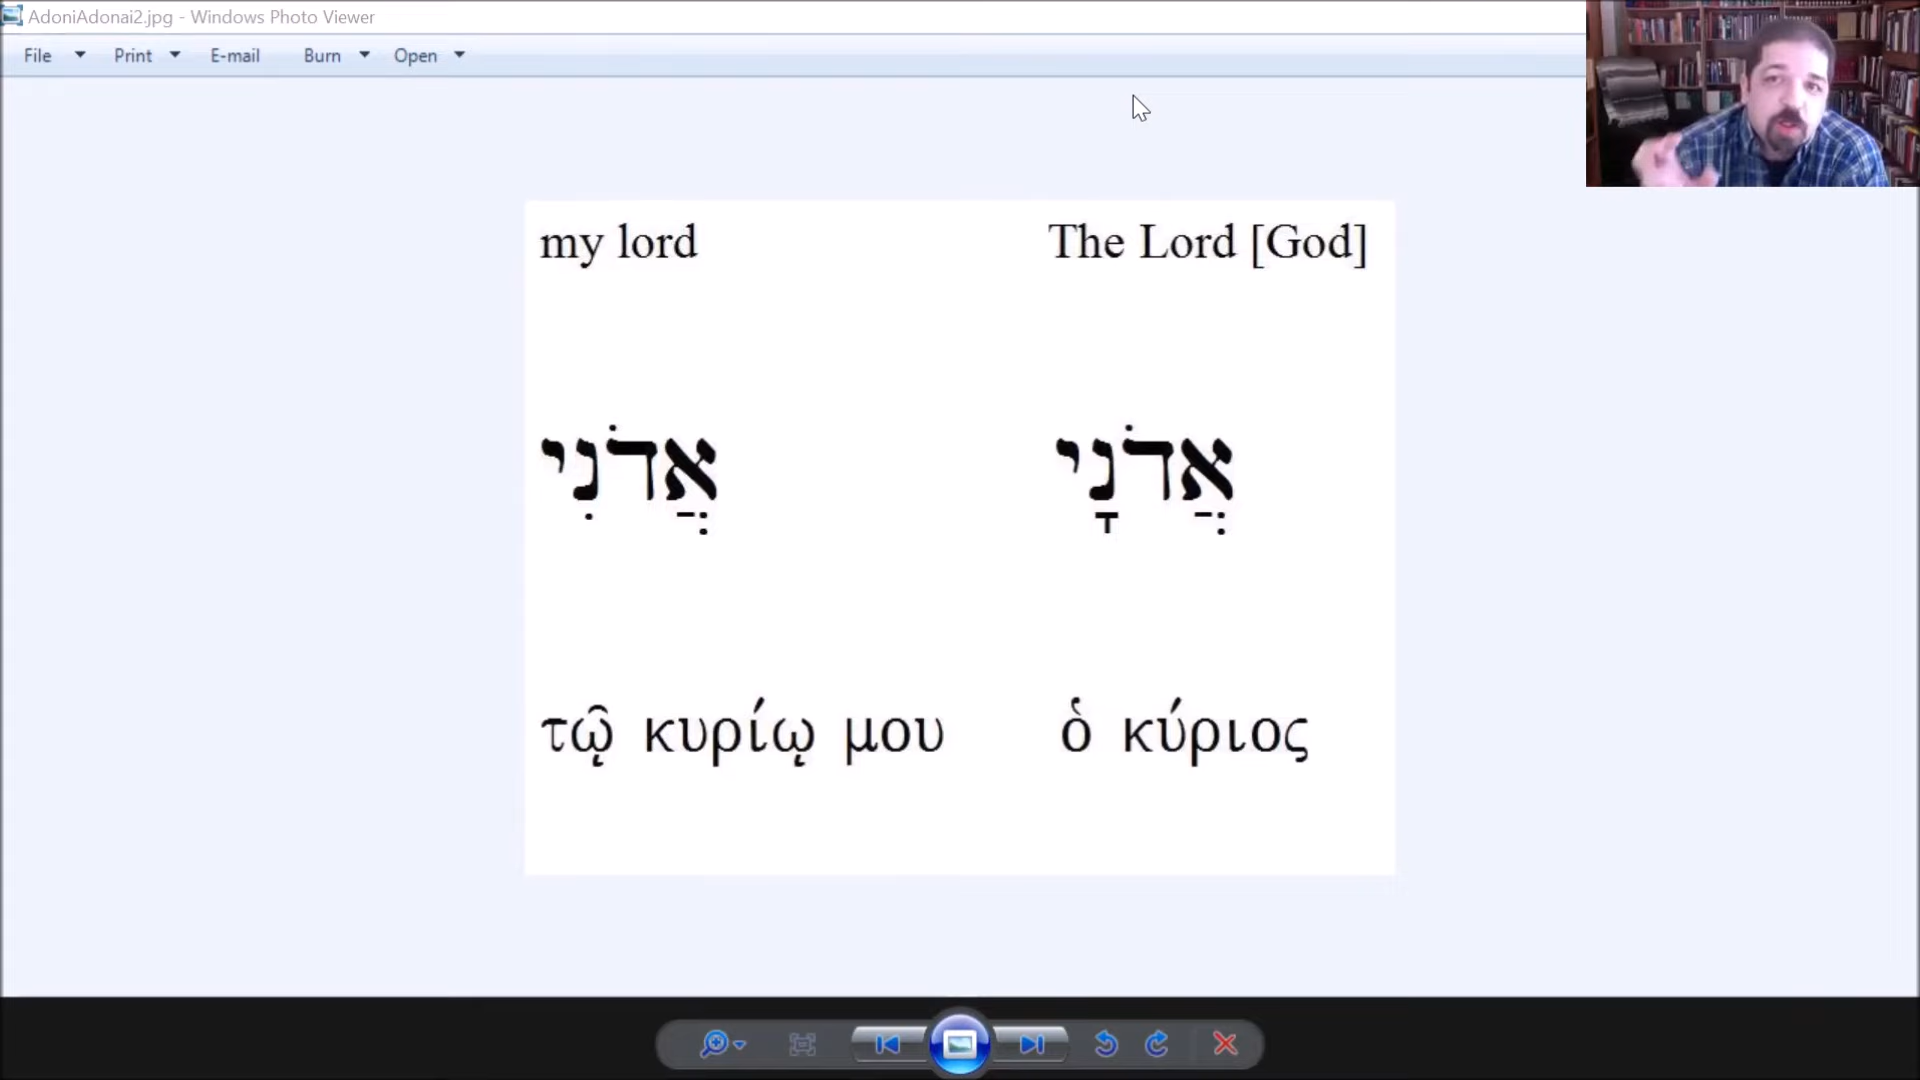 AdoniAdonai2.jpg - Windows Photo Viewer
File Print E-mail Burn Open
my lord The Lord [God]
אֲדֹנִי אֲדֹנָי
τῷ κυρίῳ μου ὁ κύριος